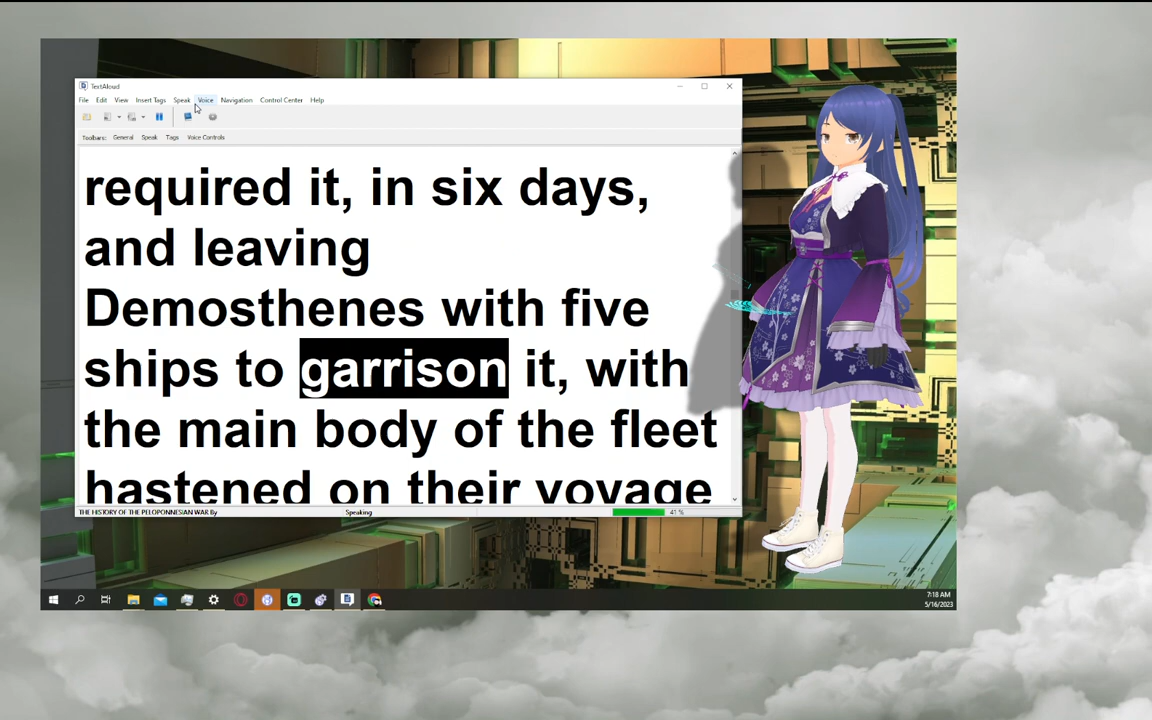 TextAloud
File Edit View Insert Tags Speak Voice Navigation Control Center Help
Toolbars: General Speak Tags Voice Controls
required it, in six days,
and leaving
Demosthenes with five
ships to garrison it, with
the main body of the fleet
hastened on their voyage
THE HISTORY OF THE PELOPONNESIAN WAR By Speaking 41 %
7:18 AM
5/16/2023